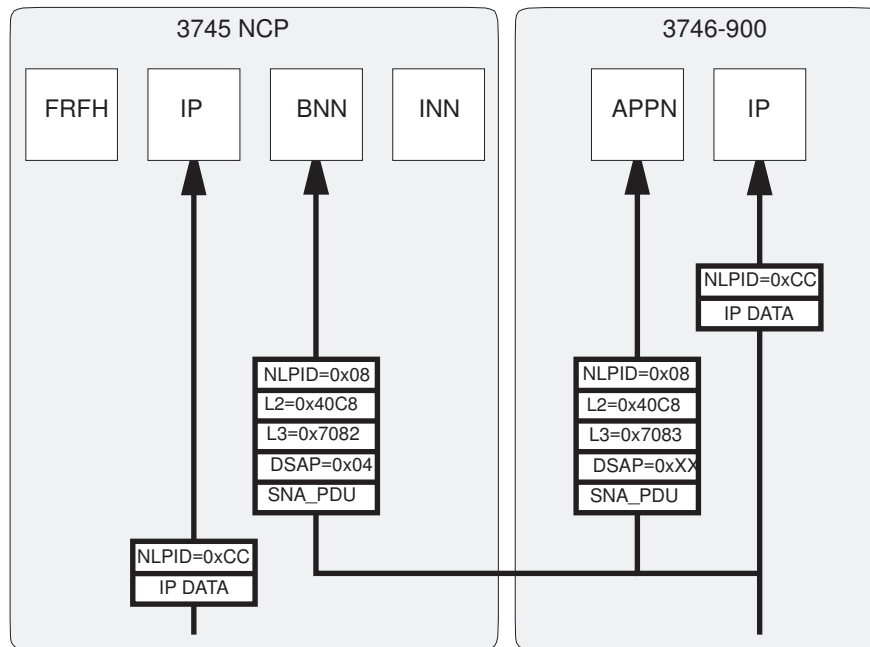 3745 NCP
FRFH
IP
BNN
INN
NLPID=0x08
L2=0x40C8
L3=0x7082
DSAP=0x04
SNA_PDU
NLPID=0xCC
IP DATA
3746-900
APPN
IP
NLPID=0xCC
IP DATA
NLPID=0x08
L2=0x40C8
L3=0x7083
DSAP=0xXX
SNA_PDU